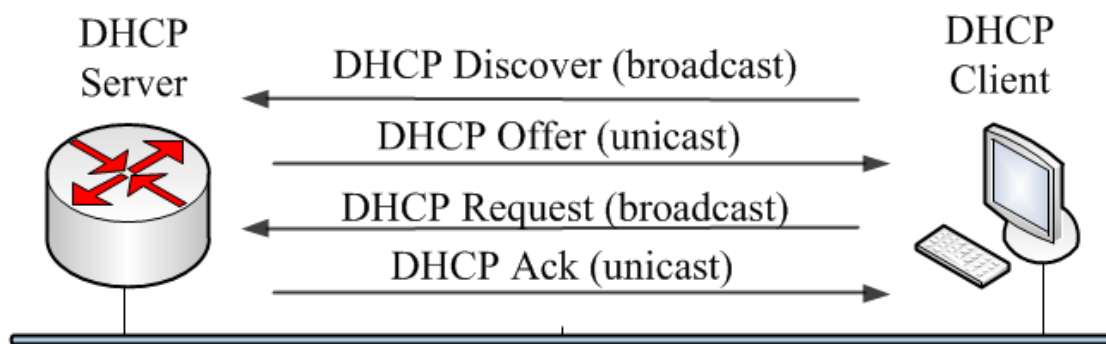 DHCP
Server
DHCP
Client
DHCP Discover (broadcast)
DHCP Offer (unicast)
DHCP Request (broadcast)
DHCP Ack (unicast)